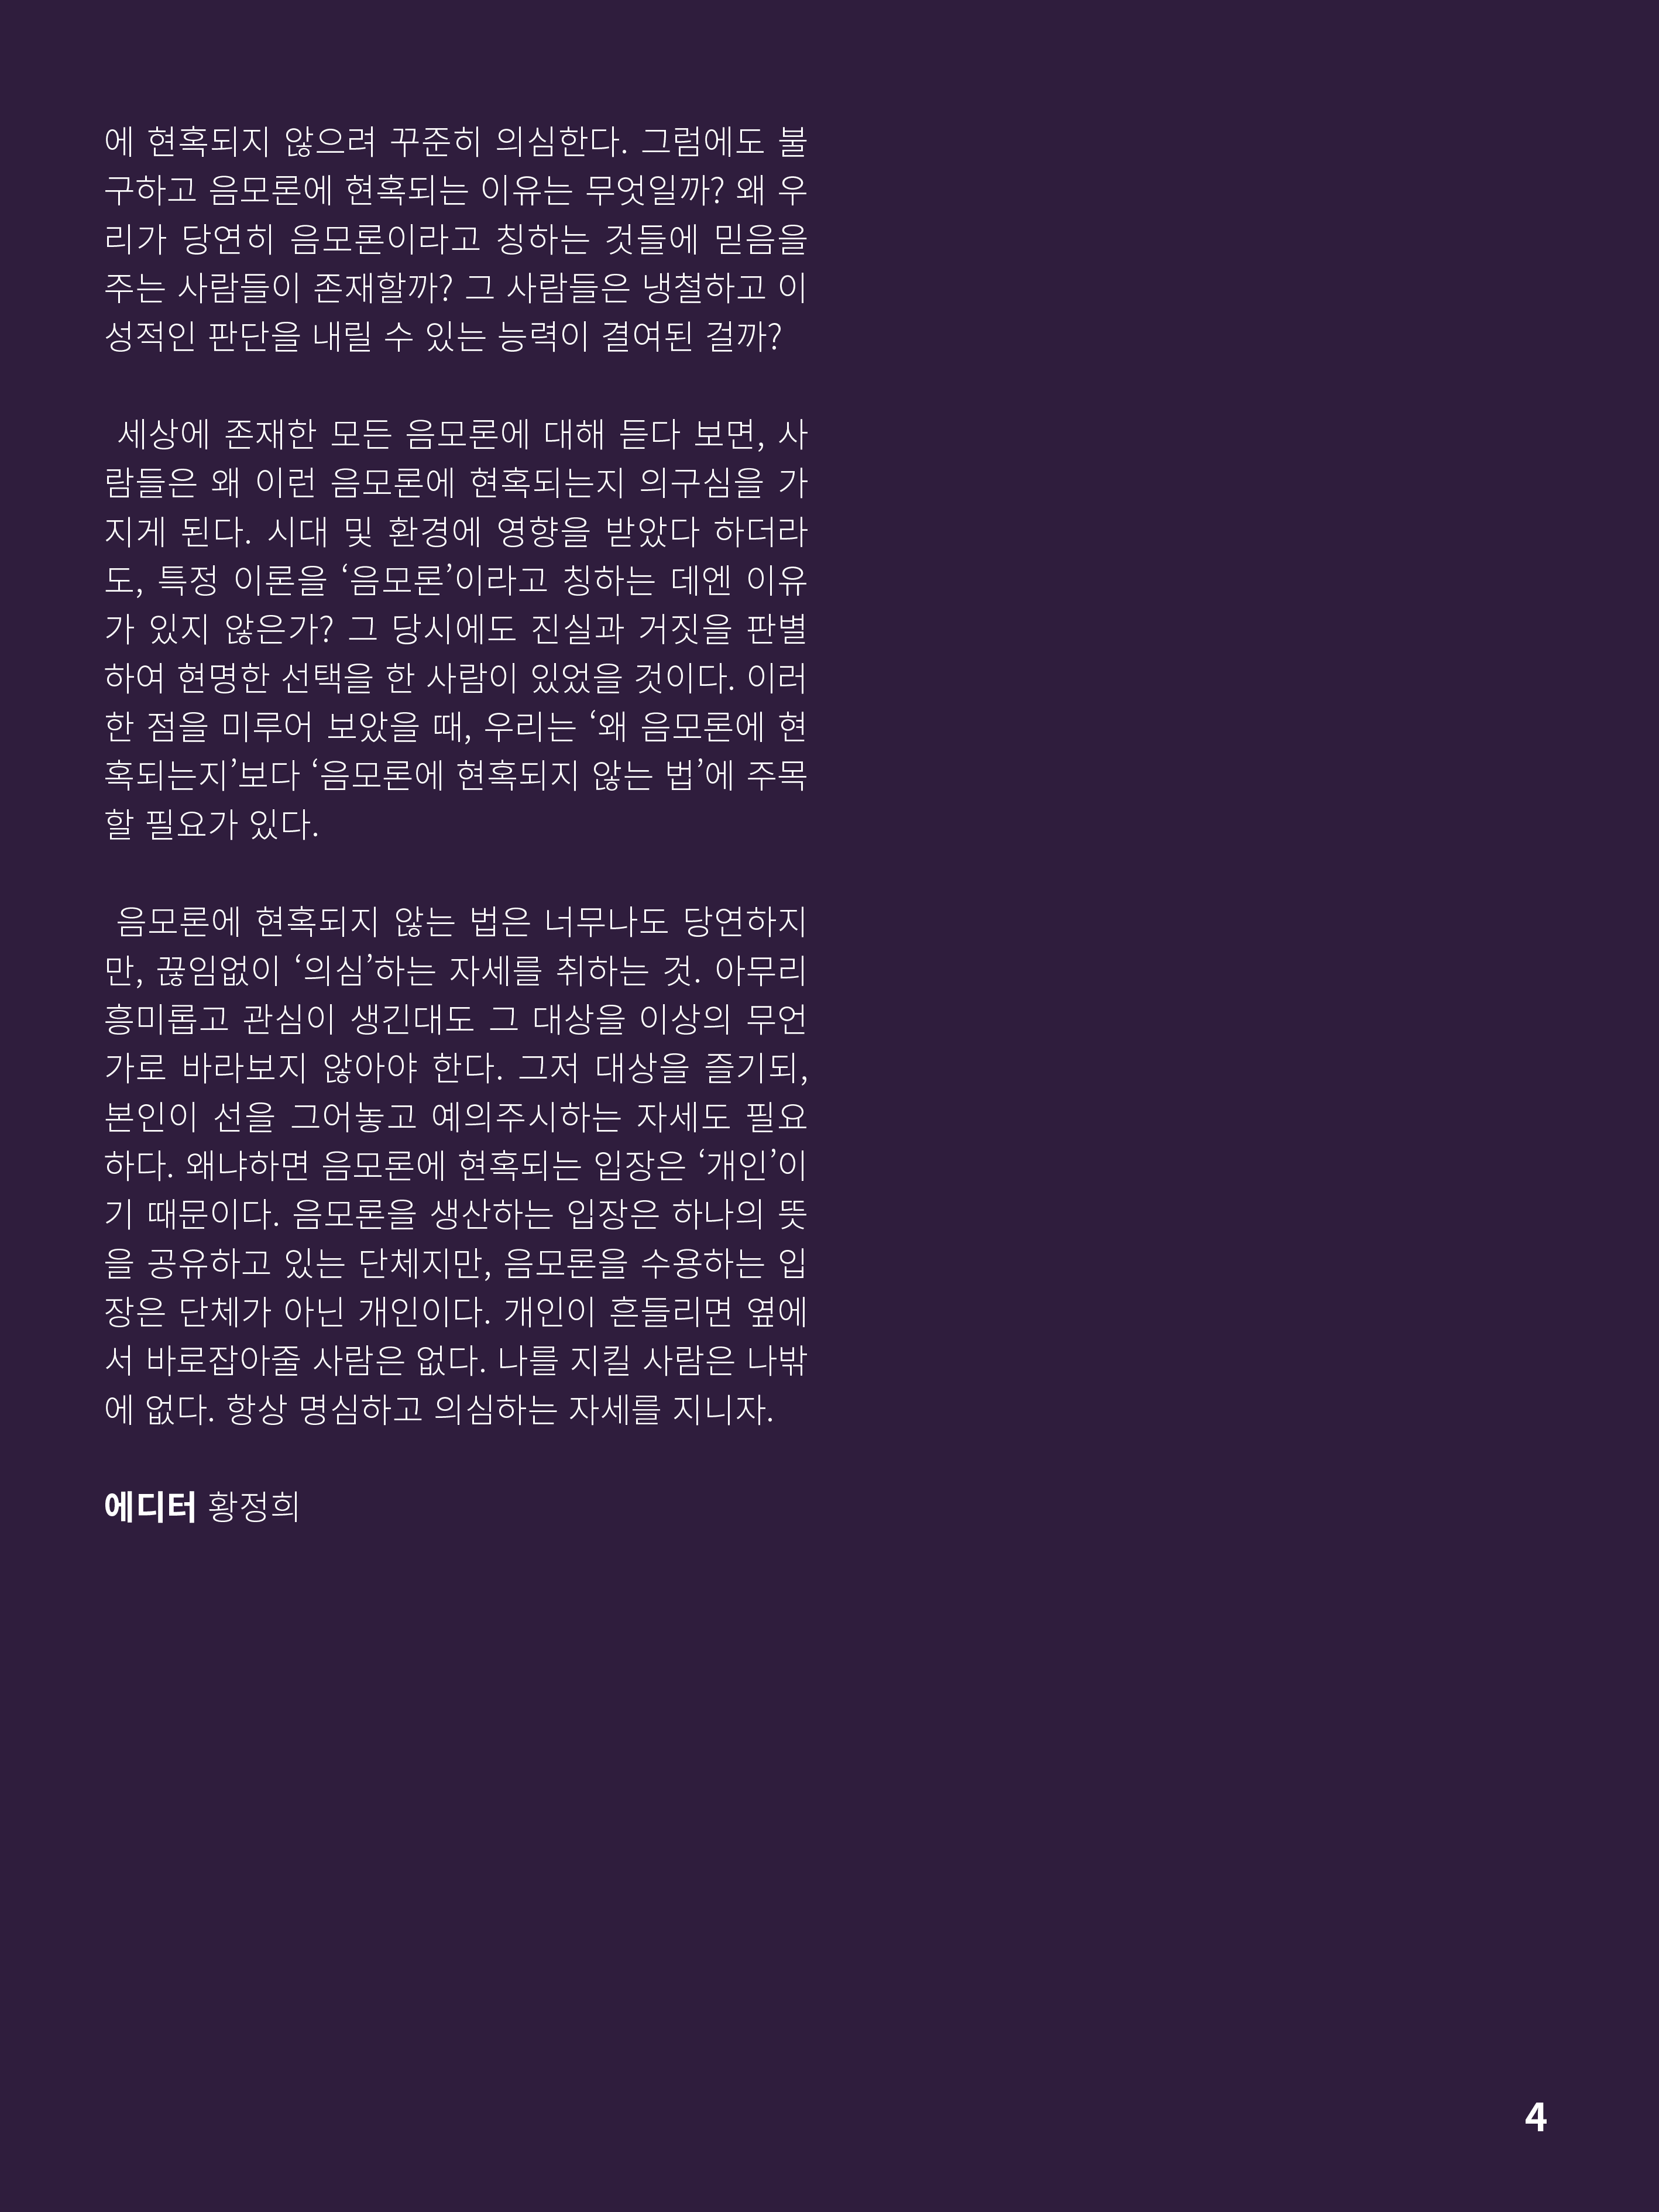 에 현혹되지 않으려 꾸준히 의심한다. 그럼에도 불
구하고 음모론에 현혹되는 이유는 무엇일까? 왜 우
리가 당연히 음모론이라고 칭하는 것들에 믿음을
주는 사람들이 존재할까? 그 사람들은 냉철하고 이
성적인 판단을 내릴 수 있는 능력이 결여된 걸까?
세상에 존재한 모든 음모론에 대해 듣다 보면, 사
람들은 왜 이런 음모론에 현혹되는지 의구심을 가
지게 된다. 시대 및 환경에 영향을 받았다 하더라
도, 특정 이론을 ‘음모론’이라고 칭하는 데엔 이유
가 있지 않은가? 그 당시에도 진실과 거짓을 판별
하여 현명한 선택을 한 사람이 있었을 것이다. 이러
한 점을 미루어 보았을 때, 우리는 ‘왜 음모론에 현
혹되는지’보다 ‘음모론에 현혹되지 않는 법’에 주목
할 필요가 있다.
음모론에 현혹되지 않는 법은 너무나도 당연하지
만, 끊임없이 ‘의심’하는 자세를 취하는 것. 아무리
흥미롭고 관심이 생긴대도 그 대상을 이상의 무언
가로 바라보지 않아야 한다. 그저 대상을 즐기되,
본인이 선을 그어놓고 예의주시하는 자세도 필요
하다. 왜냐하면 음모론에 현혹되는 입장은 ‘개인’이
기 때문이다. 음모론을 생산하는 입장은 하나의 뜻
을 공유하고 있는 단체지만, 음모론을 수용하는 입
장은 단체가 아닌 개인이다. 개인이 흔들리면 옆에
서 바로잡아줄 사람은 없다. 나를 지킬 사람은 나밖
에 없다. 항상 명심하고 의심하는 자세를 지니자.
에디터 황정희
4